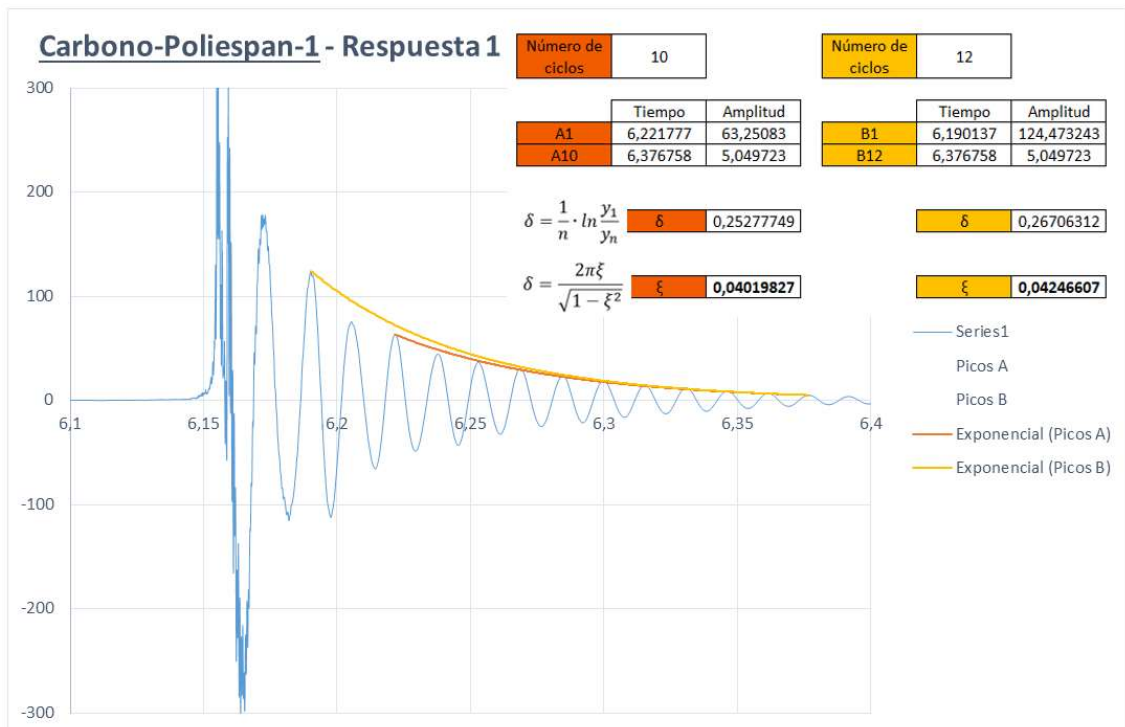 Carbono-Poliespan-1 - Respuesta 1
Número de ciclos 10
Número de ciclos 12
Tiempo Amplitud
A1 6,221777 63,25083
A10 6,376758 5,049723
Tiempo Amplitud
B1 6,190137 124,473243
B12 6,376758 5,049723
δ = 1/n · ln y₁/yₙ
δ 0,25277749
δ 0,26706312
δ = 2πξ/√1 − ξ²
ξ 0,04019827
ξ 0,04246607
300
200
100
0
-100
-200
-300
6,1 6,15 6,2 6,25 6,3 6,35 6,4
Series1
Picos A
Picos B
Exponencial (Picos A)
Exponencial (Picos B)